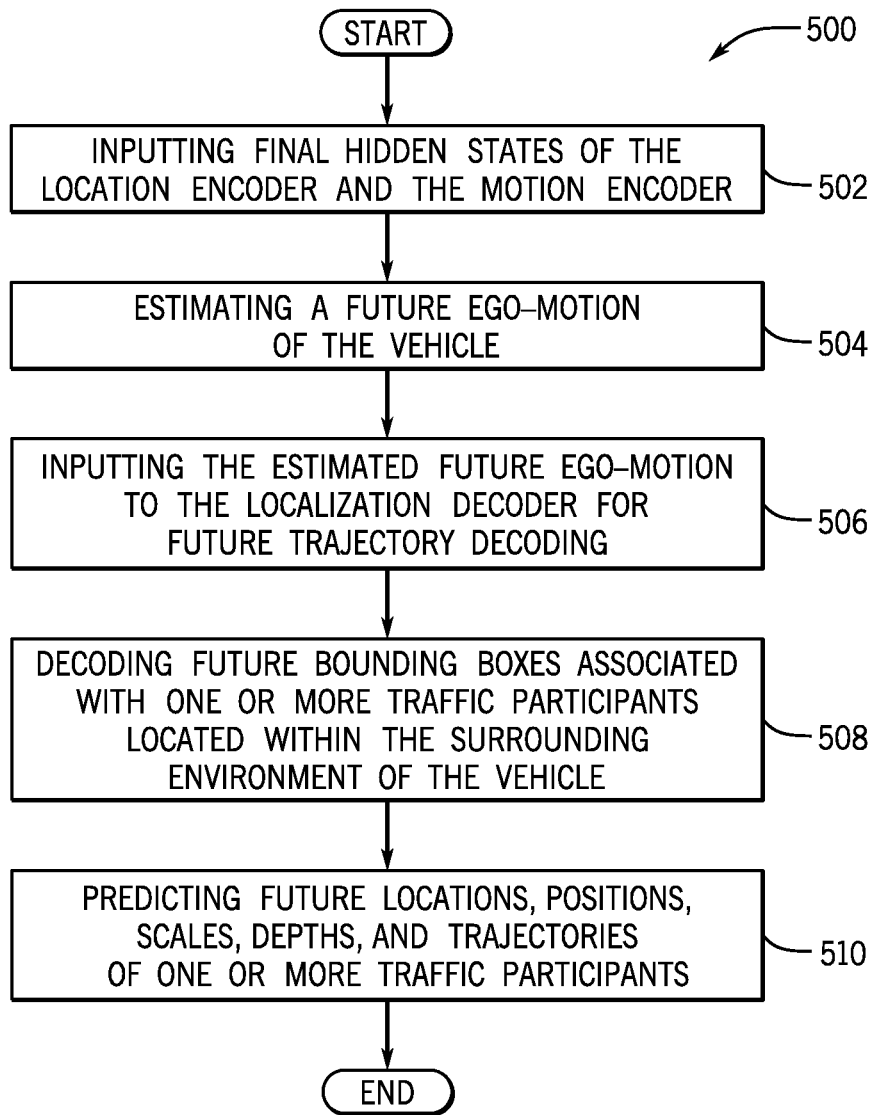 START
500
INPUTTING FINAL HIDDEN STATES OF THE
LOCATION ENCODER AND THE MOTION ENCODER
502
ESTIMATING A FUTURE EGO–MOTION
OF THE VEHICLE
504
INPUTTING THE ESTIMATED FUTURE EGO–MOTION
TO THE LOCALIZATION DECODER FOR
FUTURE TRAJECTORY DECODING
506
DECODING FUTURE BOUNDING BOXES ASSOCIATED
WITH ONE OR MORE TRAFFIC PARTICIPANTS
LOCATED WITHIN THE SURROUNDING
ENVIRONMENT OF THE VEHICLE
508
PREDICTING FUTURE LOCATIONS, POSITIONS,
SCALES, DEPTHS, AND TRAJECTORIES
OF ONE OR MORE TRAFFIC PARTICIPANTS
510
END